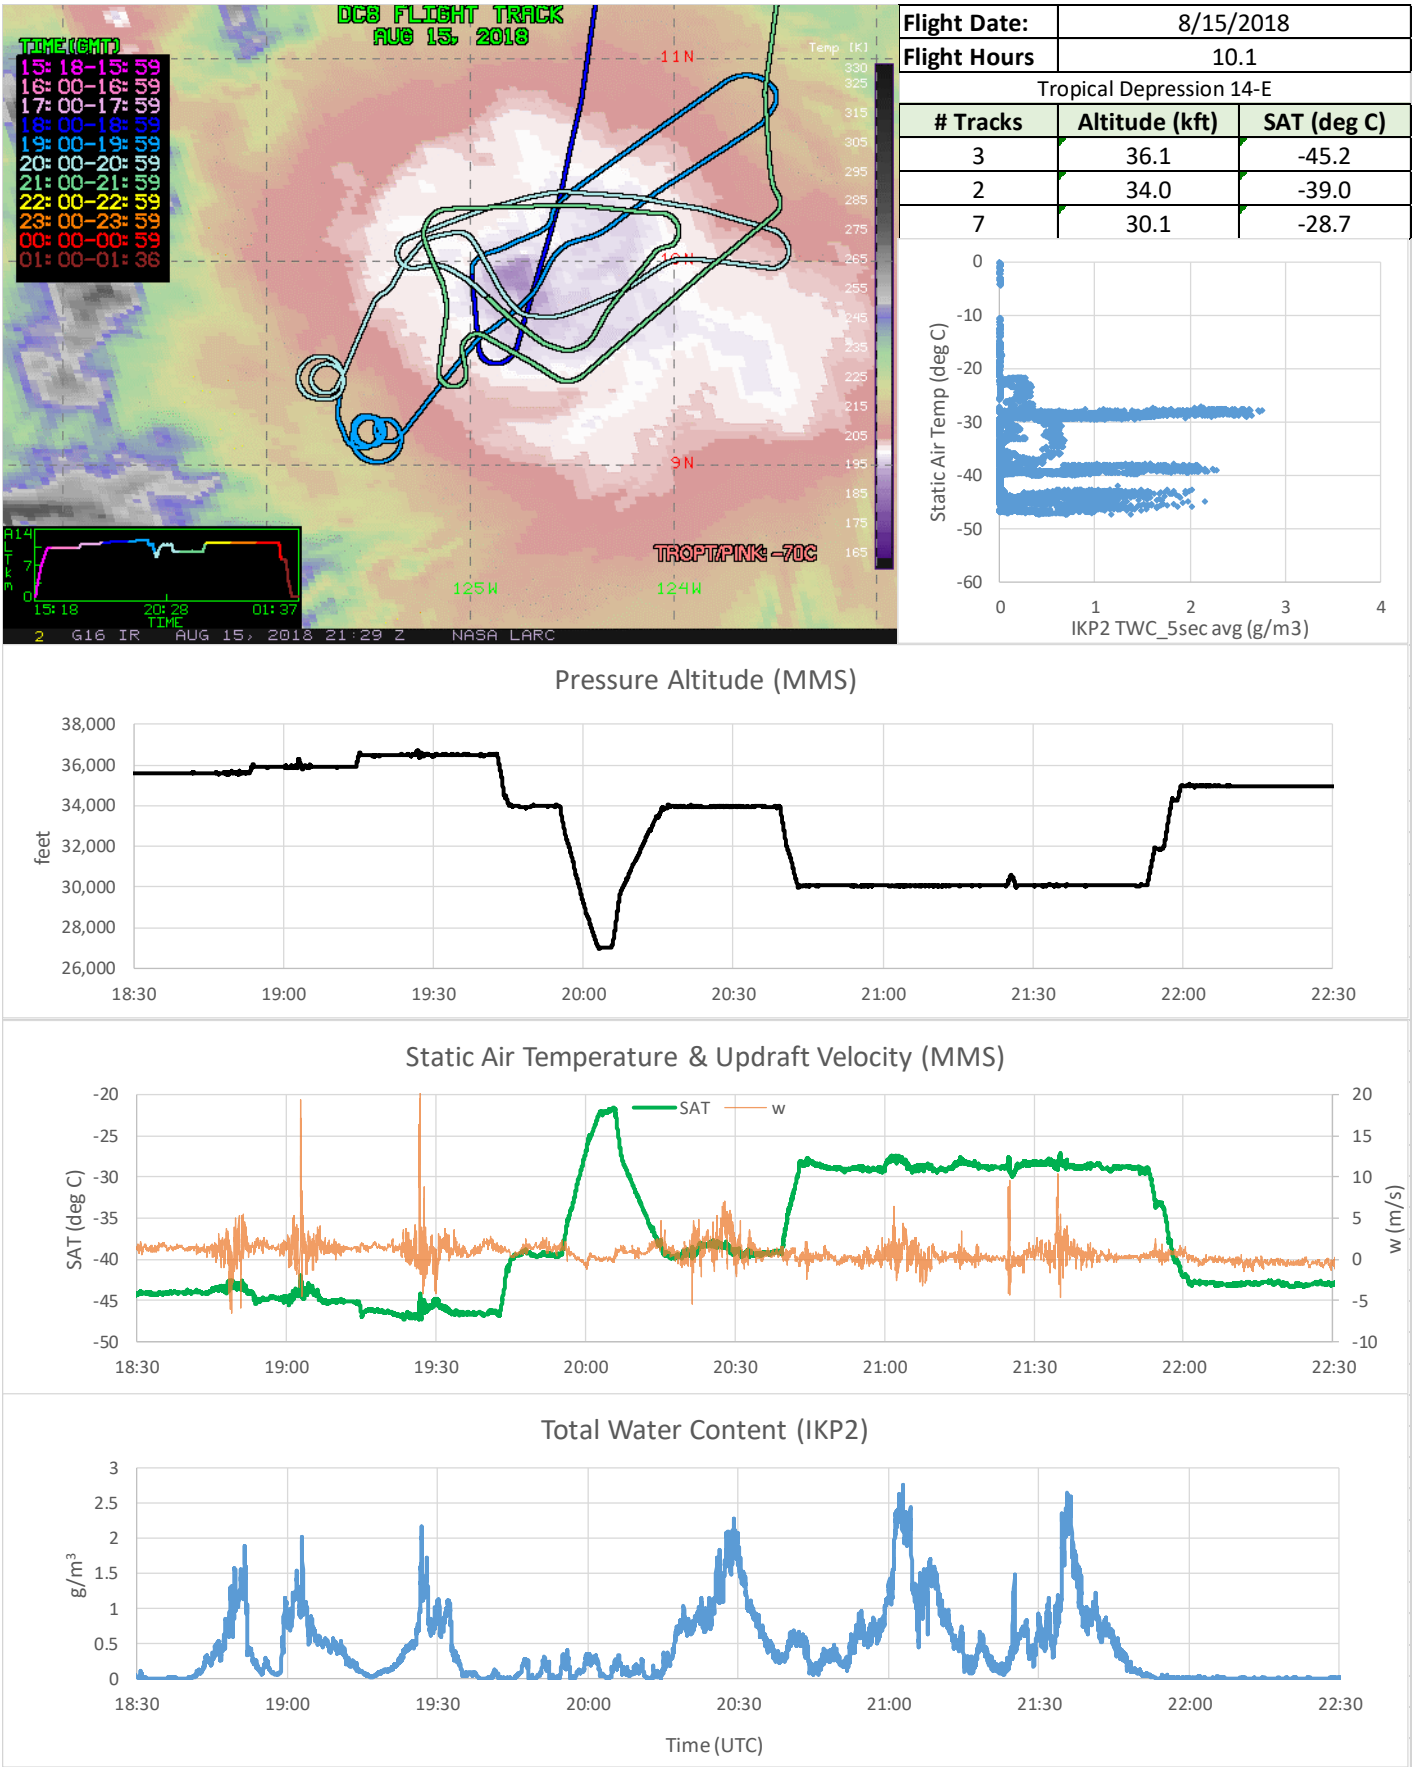 DC8 FLIGHT TRACK
AUG 15, 2018
TIME(GMT)
15:18-15:59
16:00-16:59
17:00-17:59
18:00-18:59
19:00-19:59
20:00-20:59
21:00-21:59
22:00-22:59
23:00-23:59
00:00-00:59
01:00-01:36
Temp [K]
330
325
315
305
295
285
275
265
255
245
235
225
215
205
195
185
175
165
11N
10N
9N
125W
124W
TROPT/PINK: -70C
ALT km
14
7
0
15:18
20:28
01:37
TIME
2 G16 IR AUG 15, 2018 21:29 Z NASA LARC
Flight Date: 8/15/2018
Flight Hours 10.1
Tropical Depression 14-E
# Tracks Altitude (kft) SAT (deg C)
3 36.1 -45.2
2 34.0 -39.0
7 30.1 -28.7
Static Air Temp (deg C)
0
-10
-20
-30
-40
-50
-60
0 1 2 3 4
IKP2 TWC_5sec avg (g/m3)
Pressure Altitude (MMS)
feet
38,000
36,000
34,000
32,000
30,000
28,000
26,000
18:30 19:00 19:30 20:00 20:30 21:00 21:30 22:00 22:30
Static Air Temperature & Updraft Velocity (MMS)
SAT w
SAT (deg C)
-20
-25
-30
-35
-40
-45
-50
20
15
10
5
0
-5
-10
w (m/s)
18:30 19:00 19:30 20:00 20:30 21:00 21:30 22:00 22:30
Total Water Content (IKP2)
g/m³
3
2.5
2
1.5
1
0.5
0
18:30 19:00 19:30 20:00 20:30 21:00 21:30 22:00 22:30
Time (UTC)